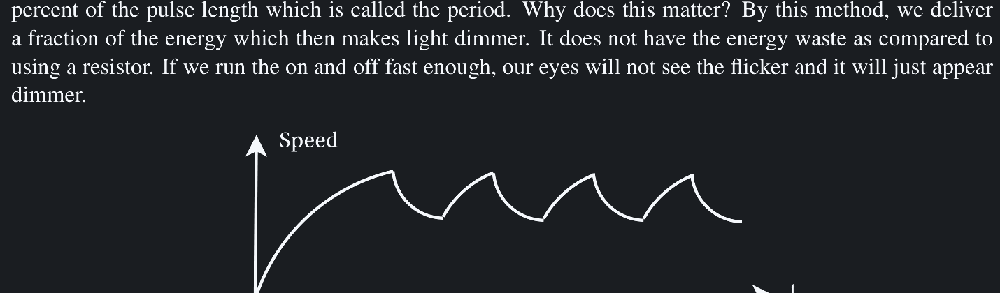 percent of the pulse length which is called the period. Why does this matter? By this method, we deliver
a fraction of the energy which then makes light dimmer. It does not have the energy waste as compared to
using a resistor. If we run the on and off fast enough, our eyes will not see the flicker and it will just appear
dimmer.
Speed
t